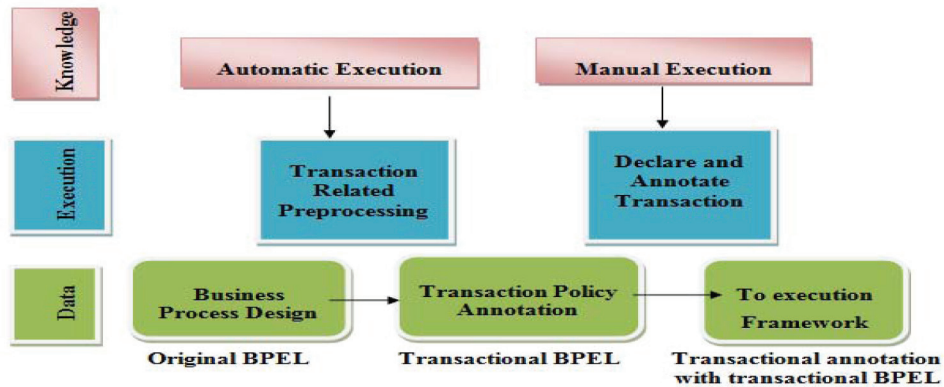 Knowledge
Automatic Execution
Manual Execution
Execution
Transaction
Related
Preprocessing
Declare and
Annotate
Transaction
Data
Business
Process Design
Transaction Policy
Annotation
To execution
Framework
Original BPEL
Transactional BPEL
Transactional annotation
with transactional BPEL